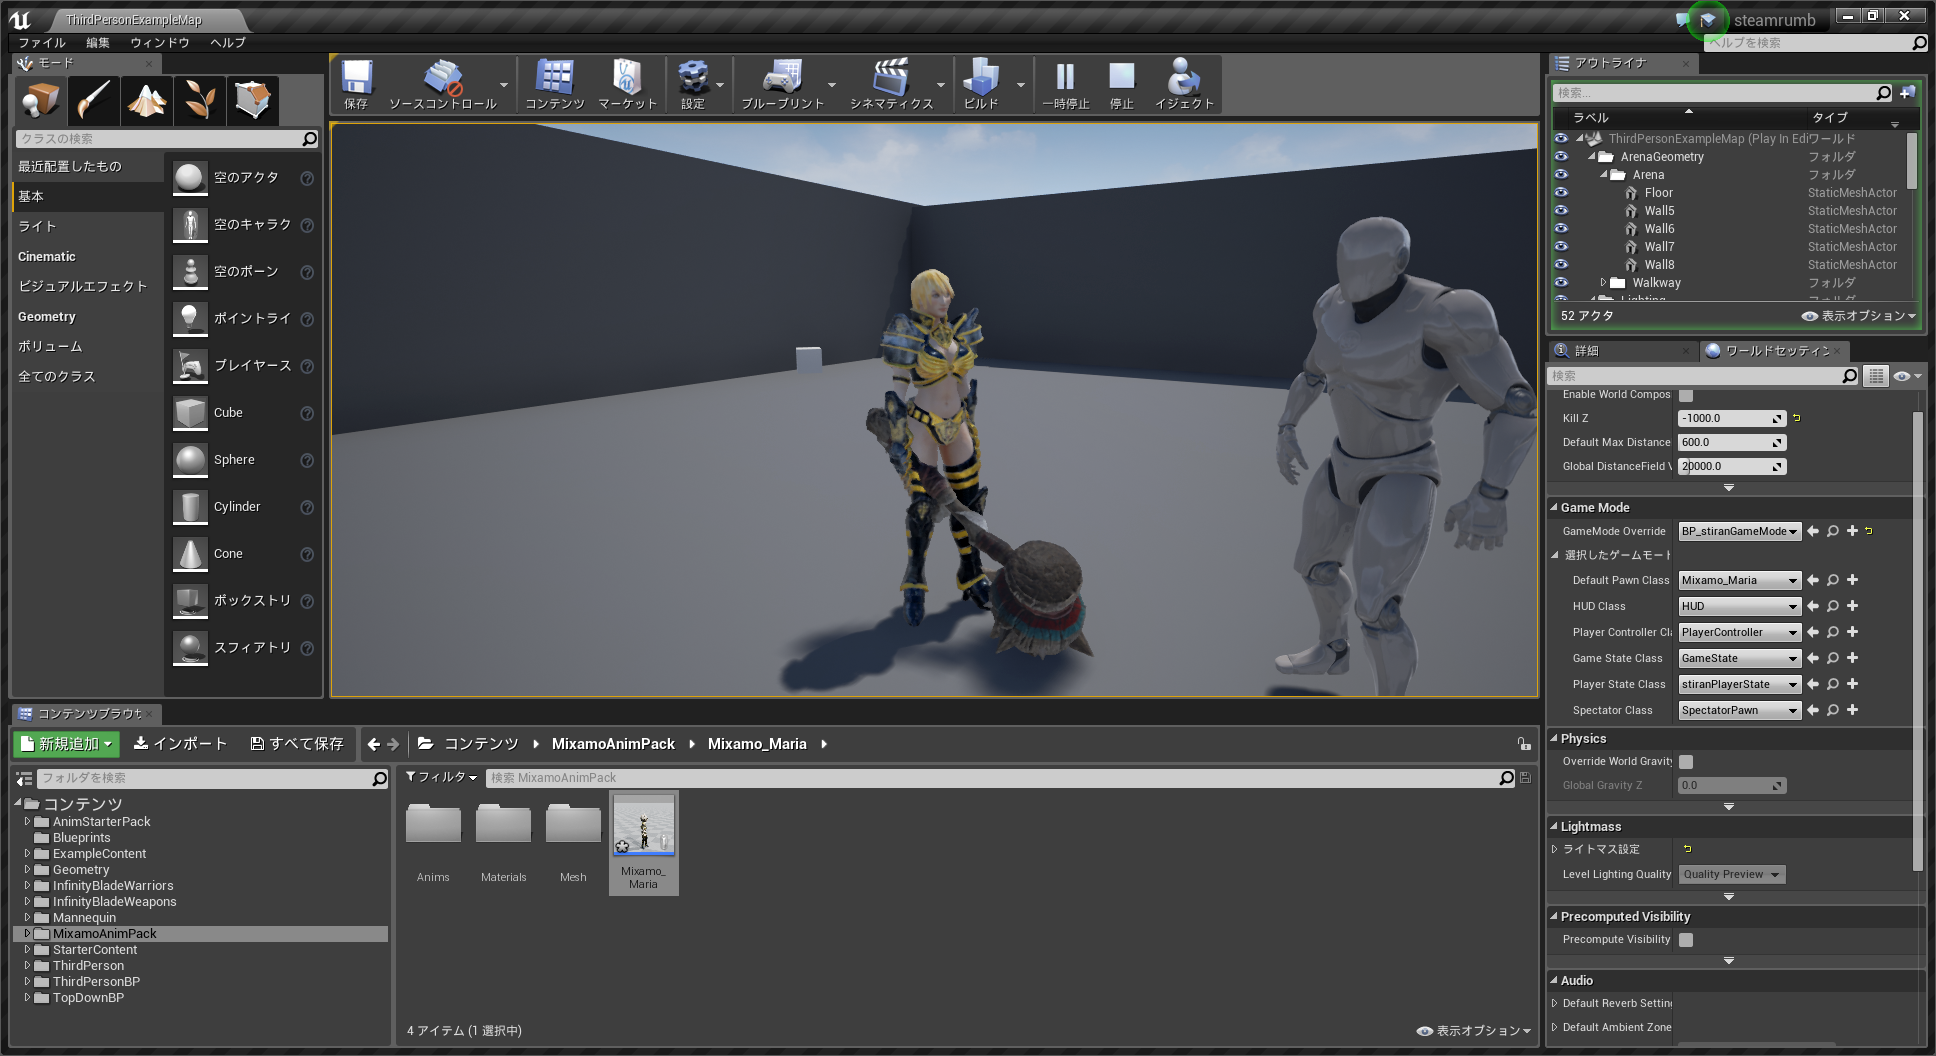 ThirdPersonExampleMap
steamrumb
ファイル 編集 ウィンドウ ヘルプ
ヘルプを検索
モード
クラスの検索
最近配置したもの
基本
ライト
Cinematic
ビジュアルエフェクト
Geometry
ボリューム
全てのクラス
空のアクタ
空のキャラク
空のポーン
ポイントライ
プレイヤース
Cube
Sphere
Cylinder
Cone
ボックストリ
スフィアトリ
保存 ソースコントロール コンテンツ マーケット 設定 ブループリント シネマティクス ビルド 一時停止 停止 イジェクト
アウトライナ
検索...
ラベル タイプ
ThirdPersonExampleMap (Play In Edi ワールド
ArenaGeometry フォルダ
Arena フォルダ
Floor StaticMeshActor
Wall5 StaticMeshActor
Wall6 StaticMeshActor
Wall7 StaticMeshActor
Wall8 StaticMeshActor
Walkway フォルダ
Lighting フォルダ
52 アクタ 表示オプション
詳細 ワールドセッティン
検索
Enable World Compos
Kill Z -1000.0
Default Max Distance 600.0
Global DistanceField V 20000.0
Game Mode
GameMode Override BP_stiranGameMode
選択したゲームモード
Default Pawn Class Mixamo_Maria
HUD Class HUD
Player Controller Cla PlayerController
Game State Class GameState
Player State Class stiranPlayerState
Spectator Class SpectatorPawn
Physics
Override World Gravity
Global Gravity Z 0.0
Lightmass
ライトマス設定
Level Lighting Quality Quality Preview
Precomputed Visibility
Precompute Visibility
Audio
Default Reverb Setting
Default Ambient Zone
コンテンツブラウザ
新規追加 インポート すべて保存 コンテンツ MixamoAnimPack Mixamo_Maria
フォルダを検索
フィルタ 検索 MixamoAnimPack
コンテンツ
AnimStarterPack
Blueprints
ExampleContent
Geometry
InfinityBladeWarriors
InfinityBladeWeapons
Mannequin
MixamoAnimPack
StarterContent
ThirdPerson
ThirdPersonBP
TopDownBP
Anims Materials Mesh Mixamo_
Maria
4 アイテム (1 選択中) 表示オプション